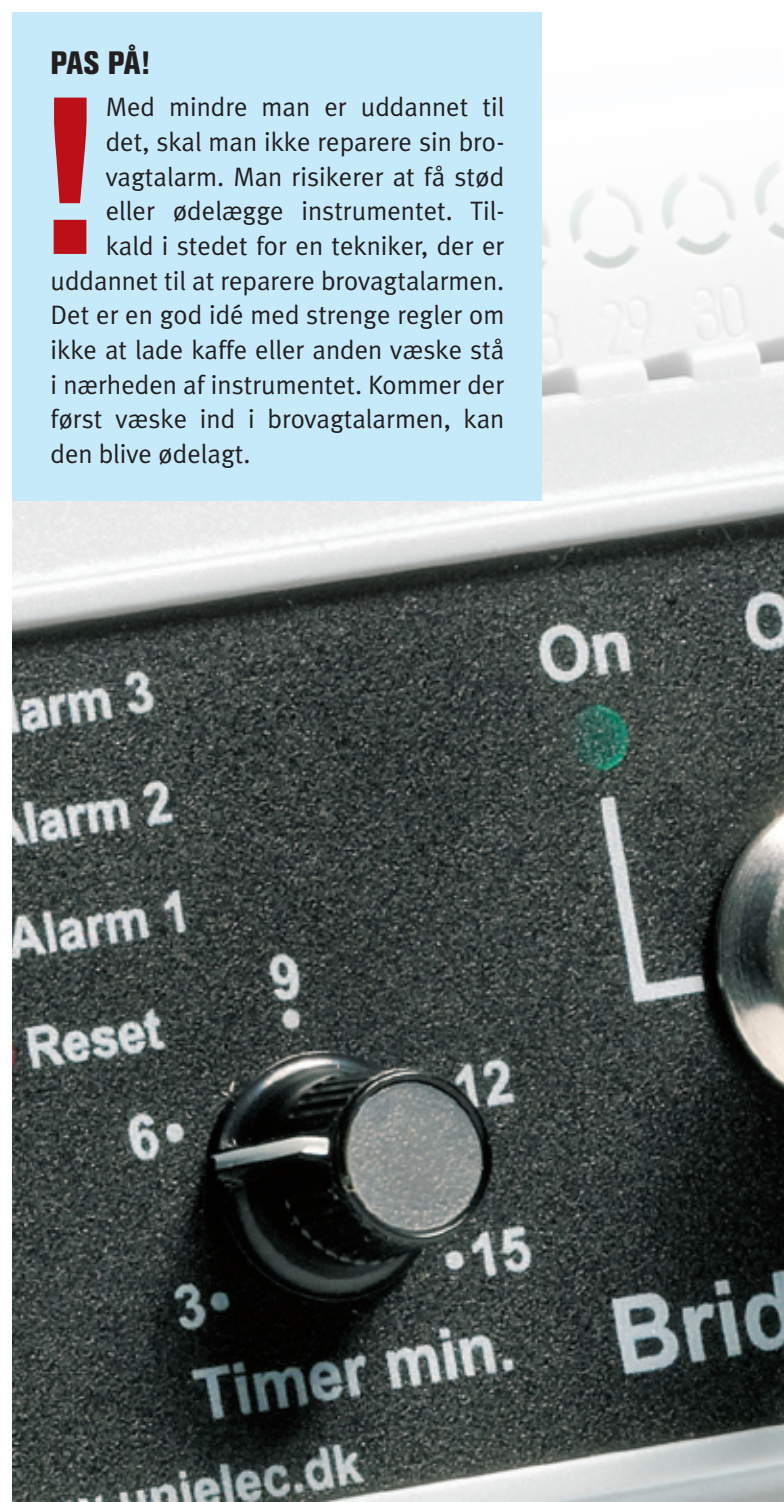 PAS PÅ!
!
Med mindre man er uddannet til
det, skal man ikke reparere sin bro-
vagtalarm. Man risikerer at få stød
eller ødelægge instrumentet. Til-
kald i stedet for en tekniker, der er
uddannet til at reparere brovagtalarmen.
Det er en god idé med strenge regler om
ikke at lade kaffe eller anden væske stå
i nærheden af instrumentet. Kommer der
først væske ind i brovagtalarmen, kan
den blive ødelagt.
29 30
On
larm 3
Alarm 2
Alarm 1
Reset
9
6
12
3
15
Timer min.
Brid
unielec.dk